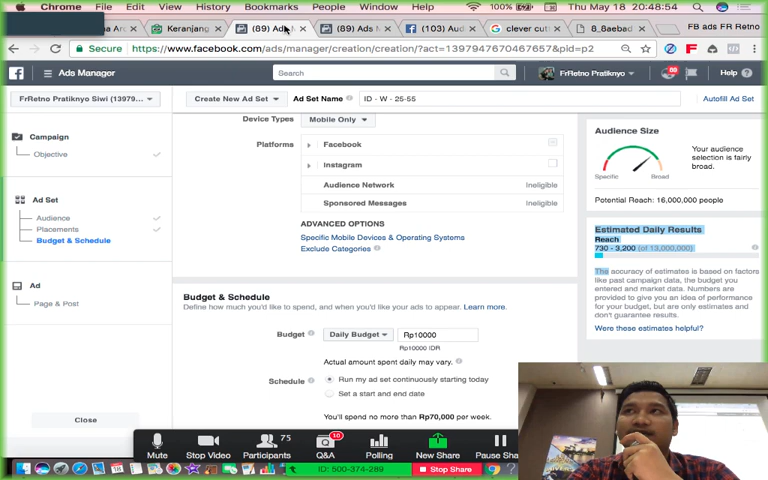 Chrome File Edit View History Bookmarks People Window Help 100% Thu May 18 20:48:54
Keranjang
(89) Ads
(89) Ads M
(103) Aud
clever cut
8_8aebad
FB ads FR Retno
Secure https://www.facebook.com/ads/manager/creation/creation/?act=1397947670467657&pid=p2
Ads Manager
Search
FrRetno Pratiknyo
Help
FrRetno Pratiknyo Siwi (13979...
Create New Ad Set
Ad Set Name
ID - W - 25-55
Autofill Ad Set
Campaign
Objective
Ad Set
Audience
Placements
Budget & Schedule
Ad
Page & Post
Close
Device Types
Mobile Only
Platforms
Facebook
Instagram
Audience Network Ineligible
Sponsored Messages Ineligible
ADVANCED OPTIONS
Specific Mobile Devices & Operating Systems
Exclude Categories
Budget & Schedule
Define how much you'd like to spend, and when you'd like your ads to appear. Learn more.
Budget
Daily Budget
Rp10000
Rp10000 IDR
Actual amount spent daily may vary.
Schedule
Run my ad set continuously starting today
Set a start and end date
You'll spend no more than Rp70,000 per week.
Audience Size
Specific
Broad
Your audience
selection is fairly
broad.
Potential Reach: 16,000,000 people
Estimated Daily Results
Reach
730 - 3,200 (of 13,000,000)
The accuracy of estimates is based on factors
like past campaign data, the budget you
entered and market data. Numbers are
provided to give you an idea of performance
for your budget, but are only estimates and
don't guarantee results.
Were these estimates helpful?
Mute
Stop Video
75
Participants
10
Q&A
Polling
New Share
Pause Sha
ID: 500-374-289
Stop Share